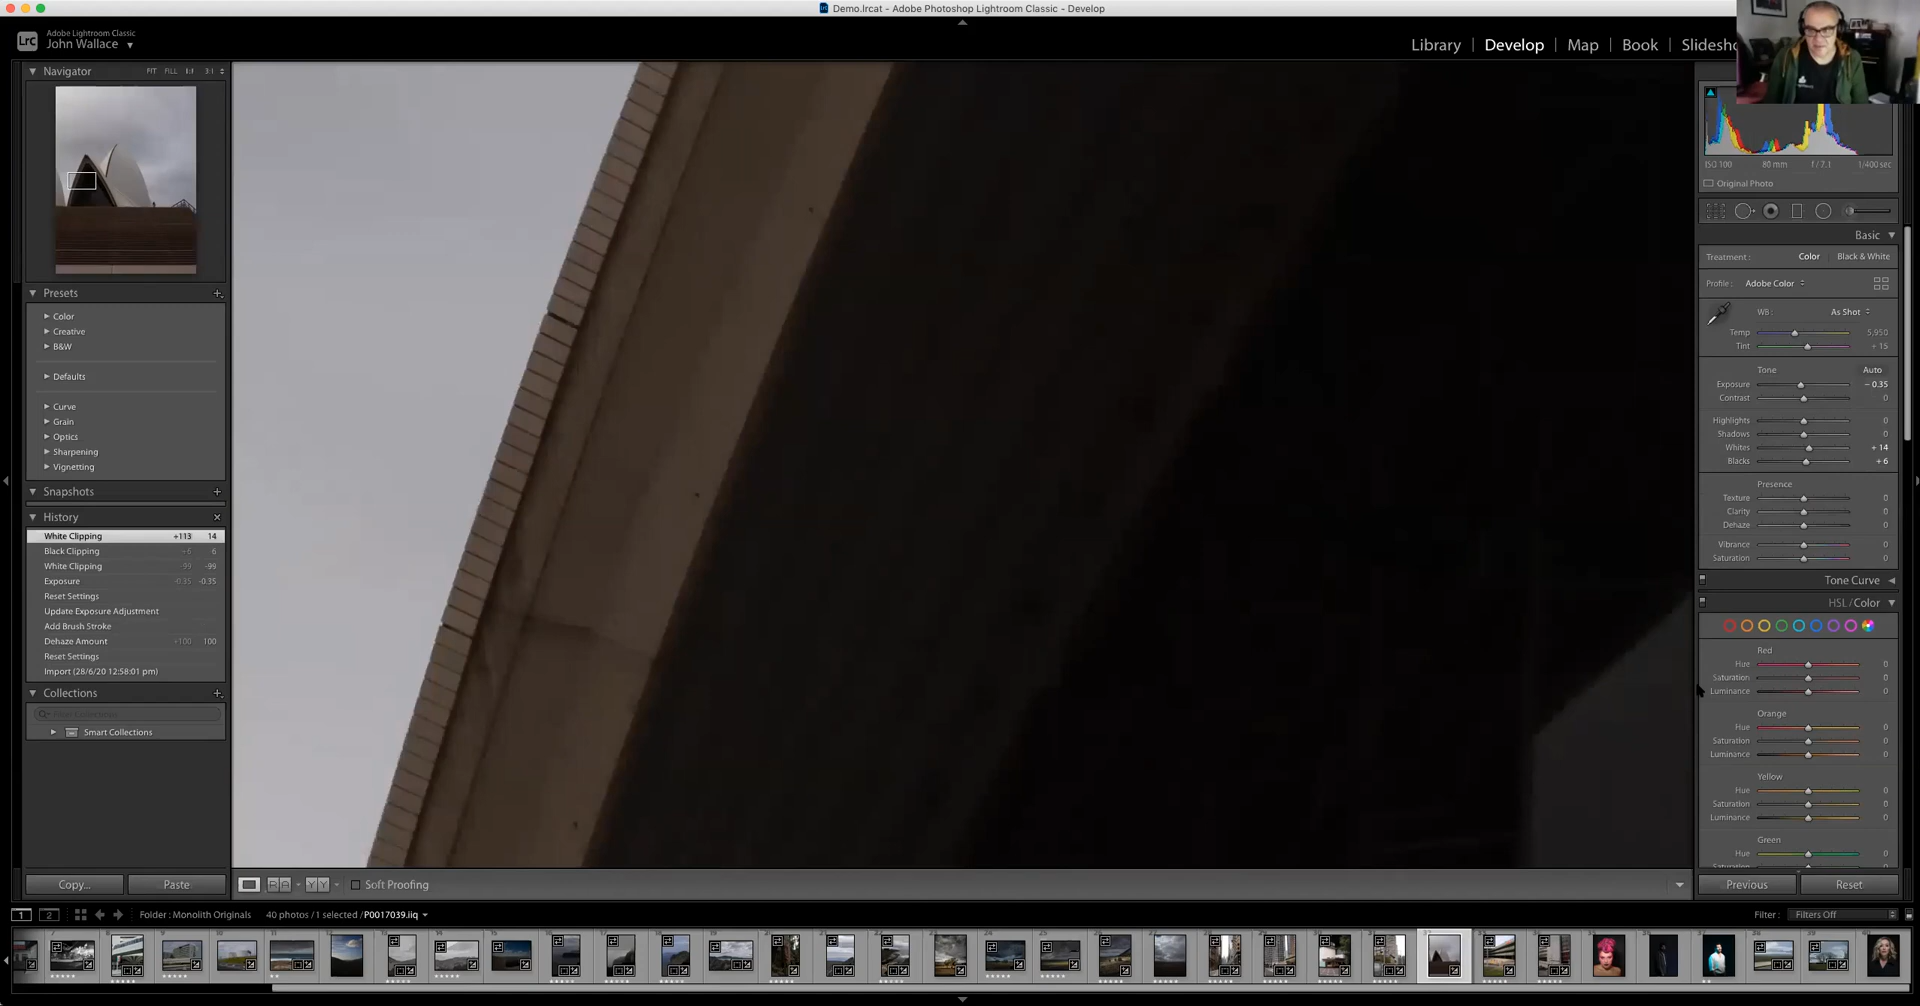 Demo.lrcat - Adobe Photoshop Lightroom Classic - Develop
LrC
Adobe Lightroom Classic
John Wallace
Library | Develop | Map | Book | Slidesho
Navigator FIT FILL 1:1 3:1
Presets
Color
Creative
B&W
Defaults
Curve
Grain
Optics
Sharpening
Vignetting
Snapshots
History
White Clipping +113 14
Black Clipping +6 6
White Clipping -99 -99
Exposure -0.35 -0.35
Reset Settings
Update Exposure Adjustment
Add Brush Stroke
Dehaze Amount +100 100
Reset Settings
Import (28/6/20 12:58:01 pm)
Collections
Smart Collections
Copy... Paste
Soft Proofing
ISO 100 80 mm f / 7.1 1/400 sec
Original Photo
Basic
Treatment : Color Black & White
Profile : Adobe Color
WB : As Shot
Temp 5,950
Tint + 15
Tone Auto
Exposure - 0.35
Contrast 0
Highlights 0
Shadows 0
Whites + 14
Blacks + 6
Presence
Texture 0
Clarity 0
Dehaze 0
Vibrance 0
Saturation 0
Tone Curve
HSL / Color
Red
Hue 0
Saturation 0
Luminance 0
Orange
Hue 0
Saturation 0
Luminance 0
Yellow
Hue 0
Saturation 0
Luminance 0
Green
Hue 0
Previous Reset
1 2 Folder : Monolith Originals 40 photos / 1 selected / P0017039.iiq Filter : Filters Off